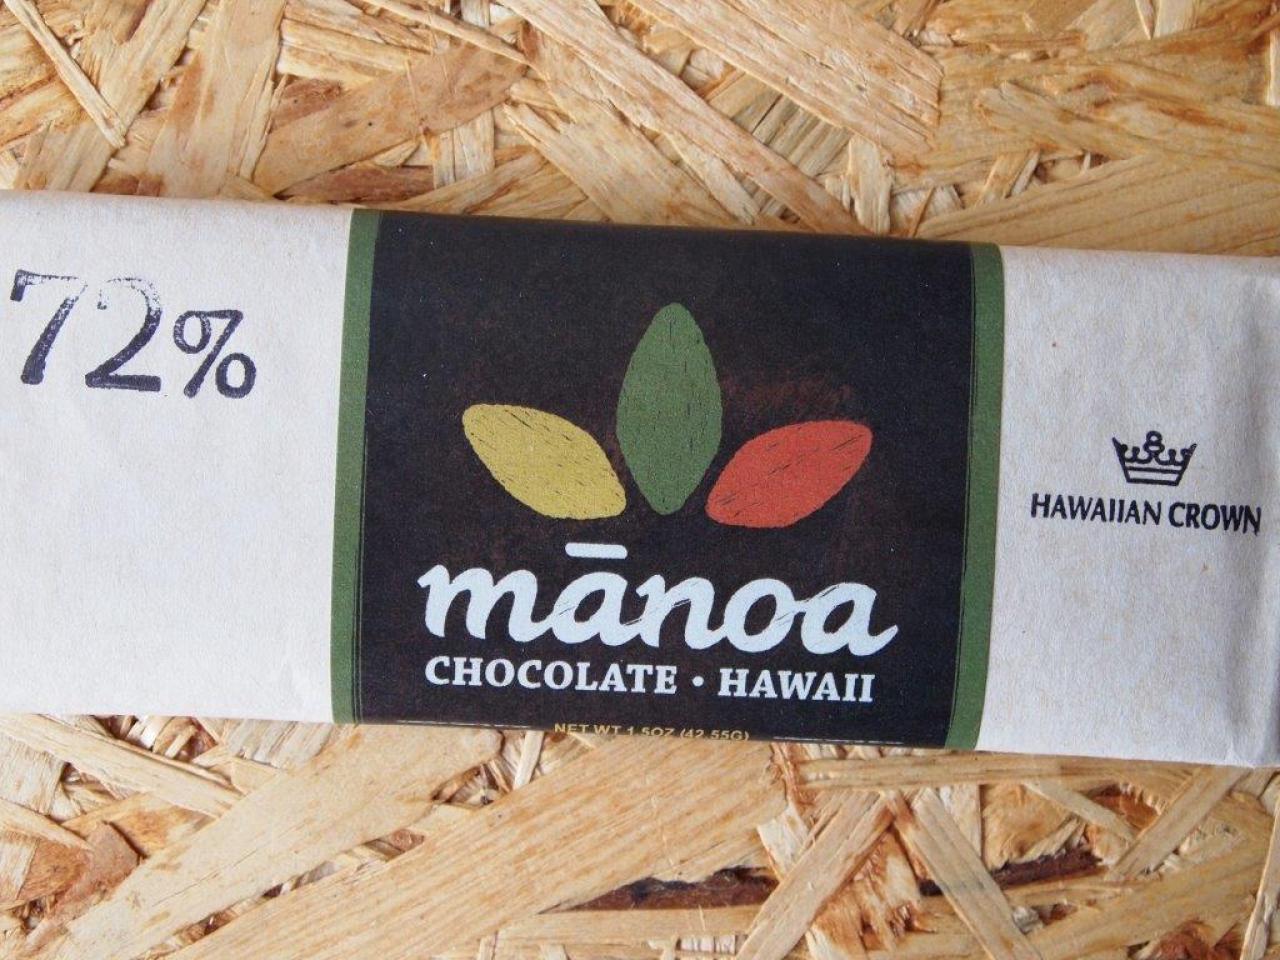 72%
mānoa
CHOCOLATE • HAWAII
NET WT 1.5OZ (42.55G)
HAWAIIAN CROWN